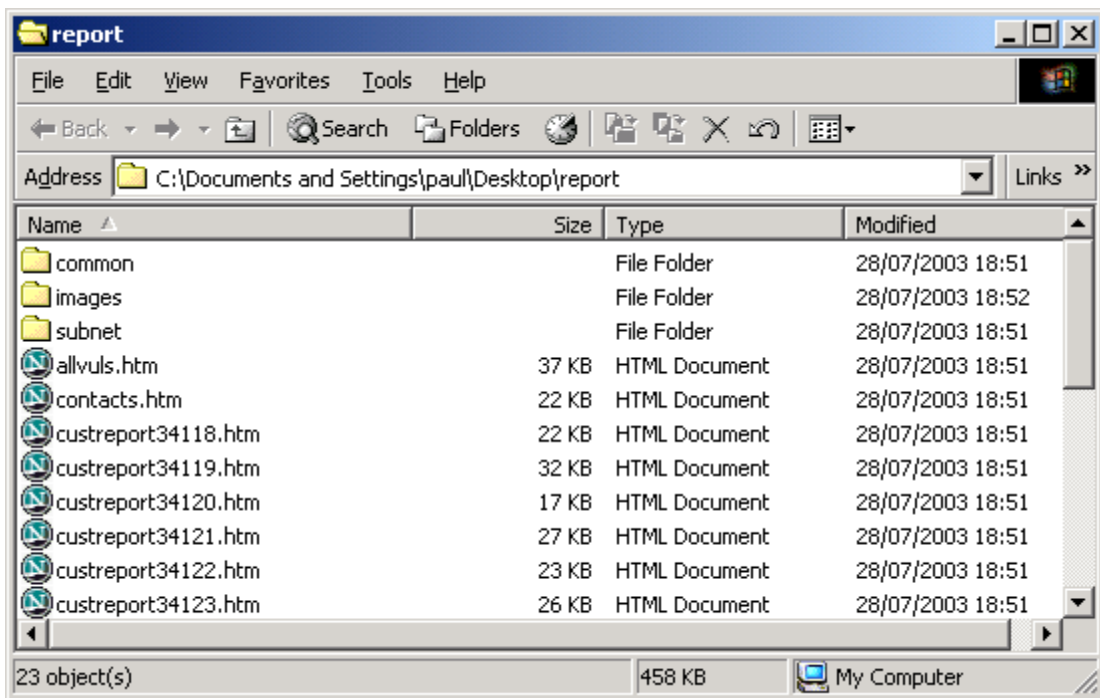 report
File Edit View Favorites Tools Help
Back Search Folders
Address C:\Documents and Settings\paul\Desktop\report Links »
Name Size Type Modified
common File Folder 28/07/2003 18:51
images File Folder 28/07/2003 18:52
subnet File Folder 28/07/2003 18:51
allvuls.htm 37 KB HTML Document 28/07/2003 18:51
contacts.htm 22 KB HTML Document 28/07/2003 18:51
custreport34118.htm 22 KB HTML Document 28/07/2003 18:51
custreport34119.htm 32 KB HTML Document 28/07/2003 18:51
custreport34120.htm 17 KB HTML Document 28/07/2003 18:51
custreport34121.htm 27 KB HTML Document 28/07/2003 18:51
custreport34122.htm 23 KB HTML Document 28/07/2003 18:51
custreport34123.htm 26 KB HTML Document 28/07/2003 18:51
23 object(s) 458 KB My Computer